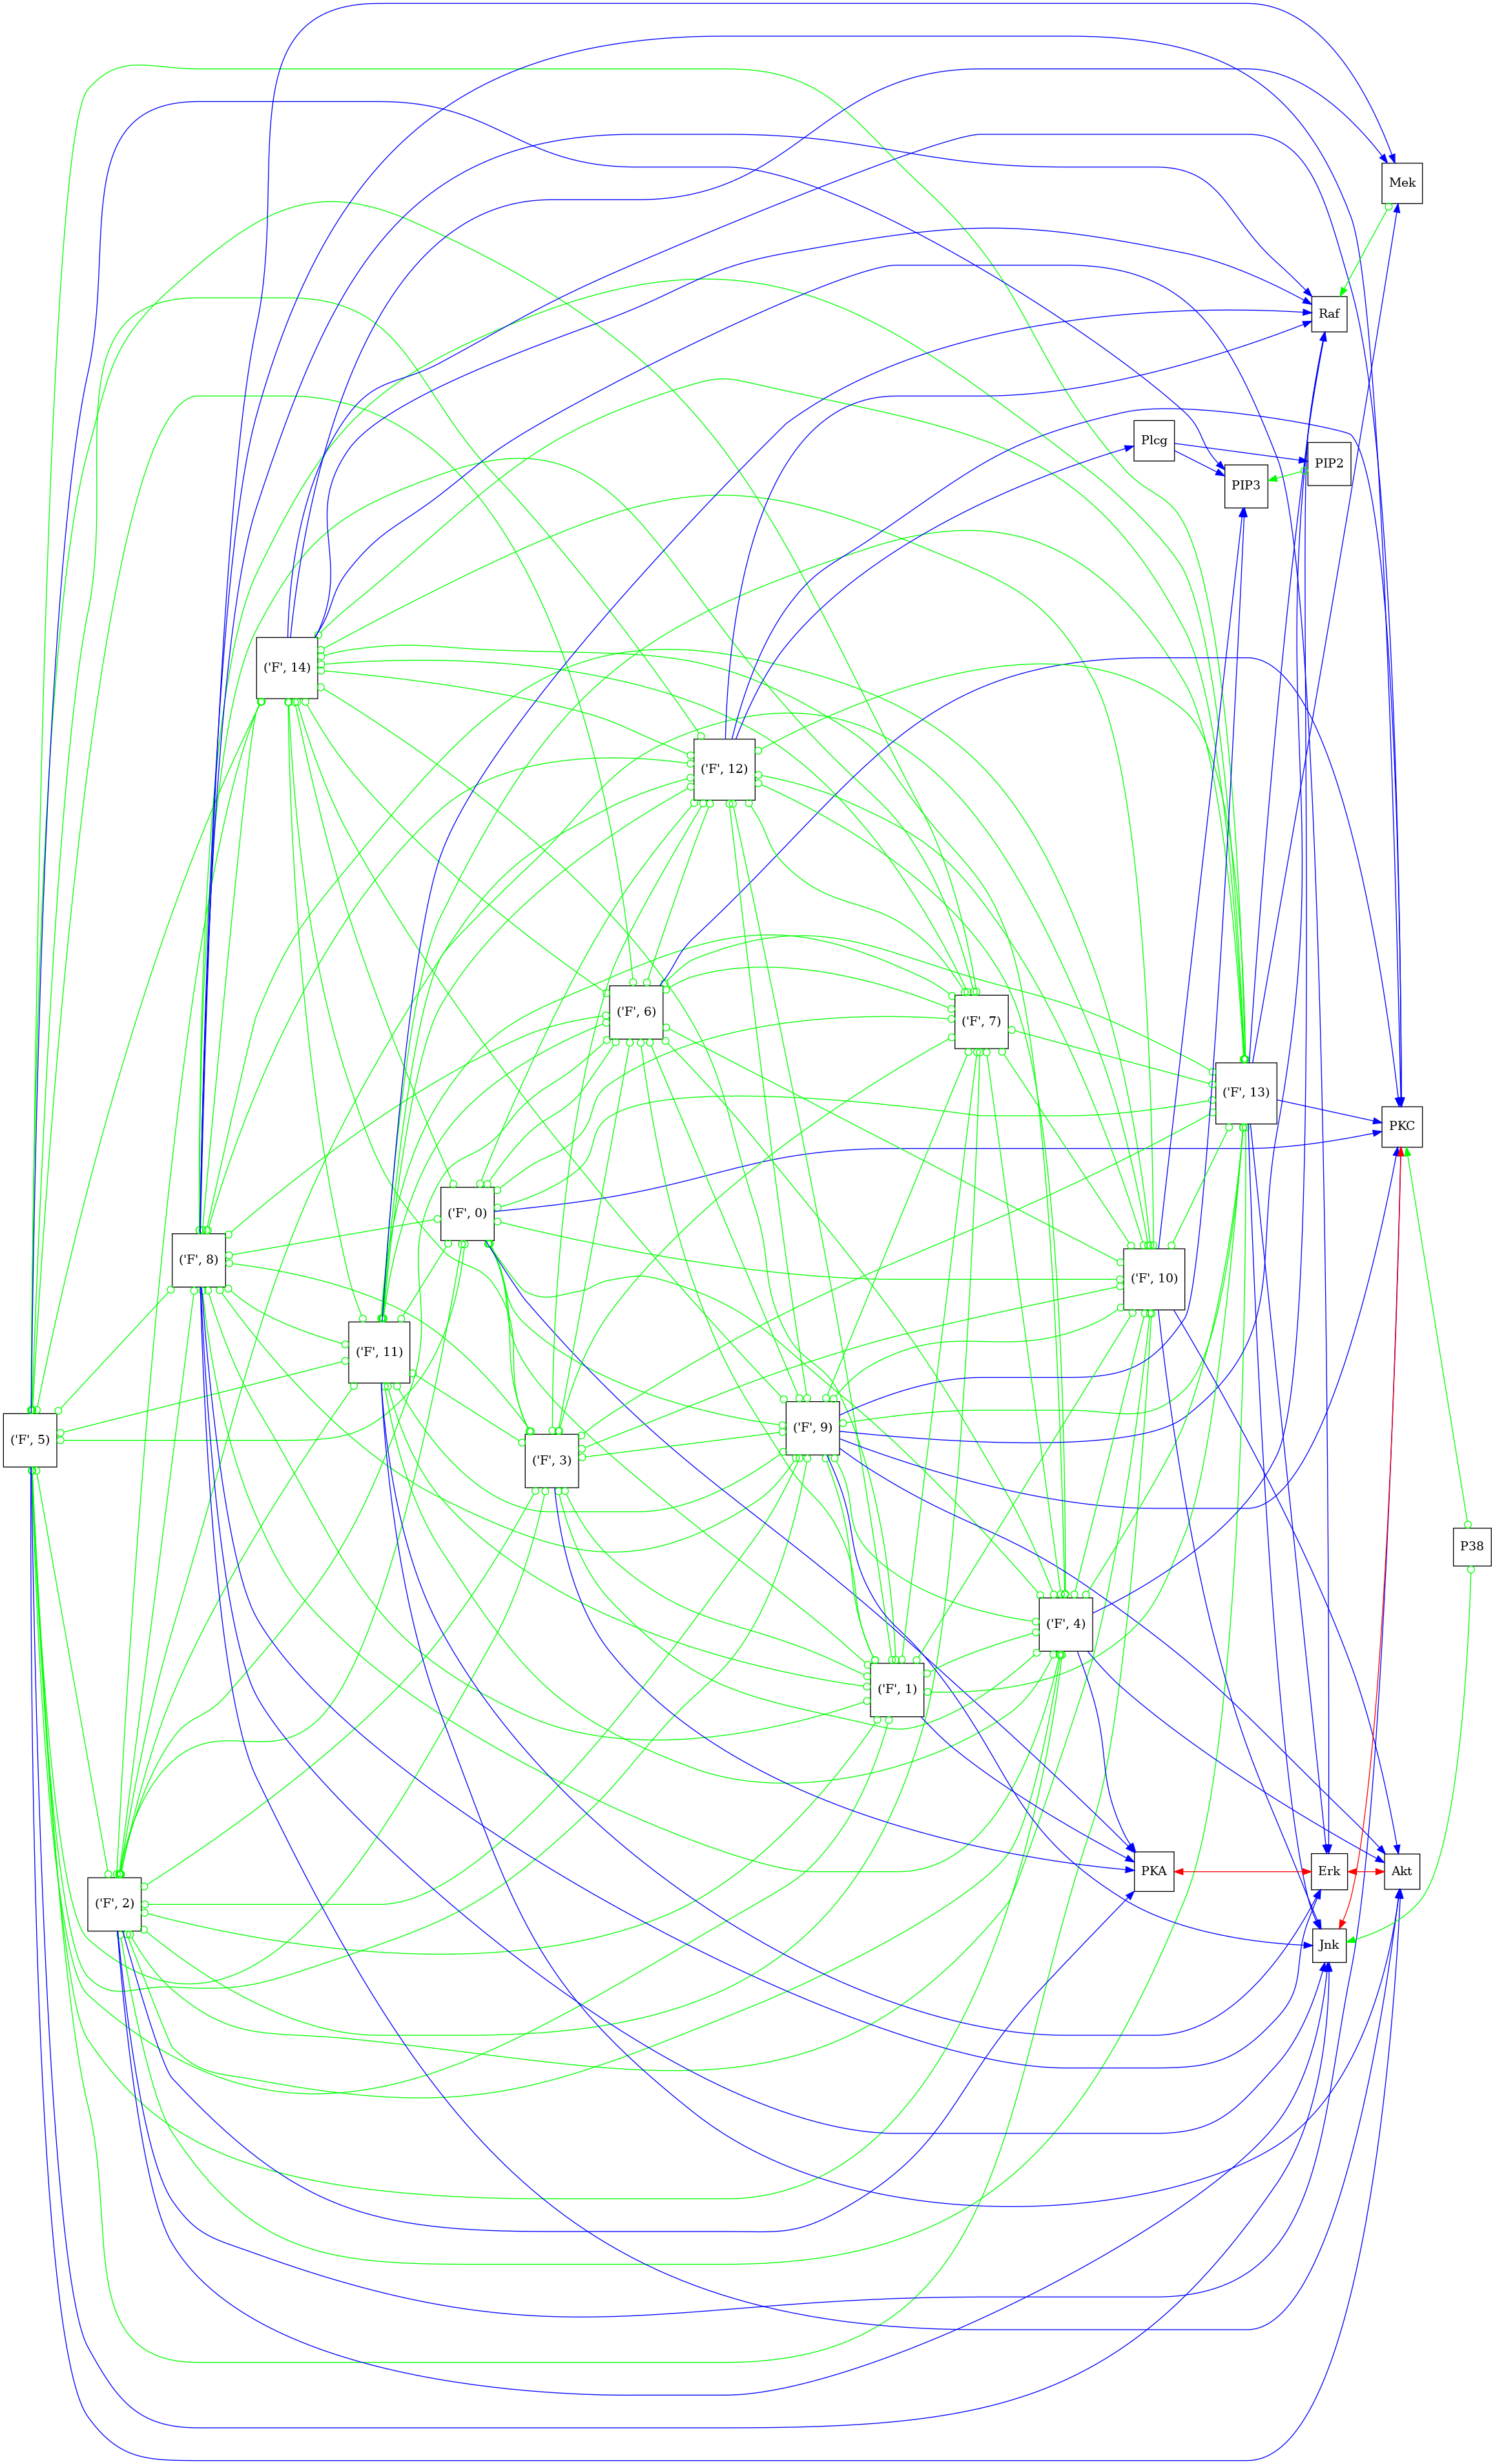 Mek
Raf
Plcg
PIP2
PIP3
('F', 14)
('F', 12)
('F', 6)
('F', 7)
('F', 13)
PKC
('F', 0)
('F', 8)
('F', 10)
('F', 11)
('F', 5)
('F', 9)
('F', 3)
P38
('F', 4)
('F', 1)
PKA
Erk
Akt
('F', 2)
Jnk